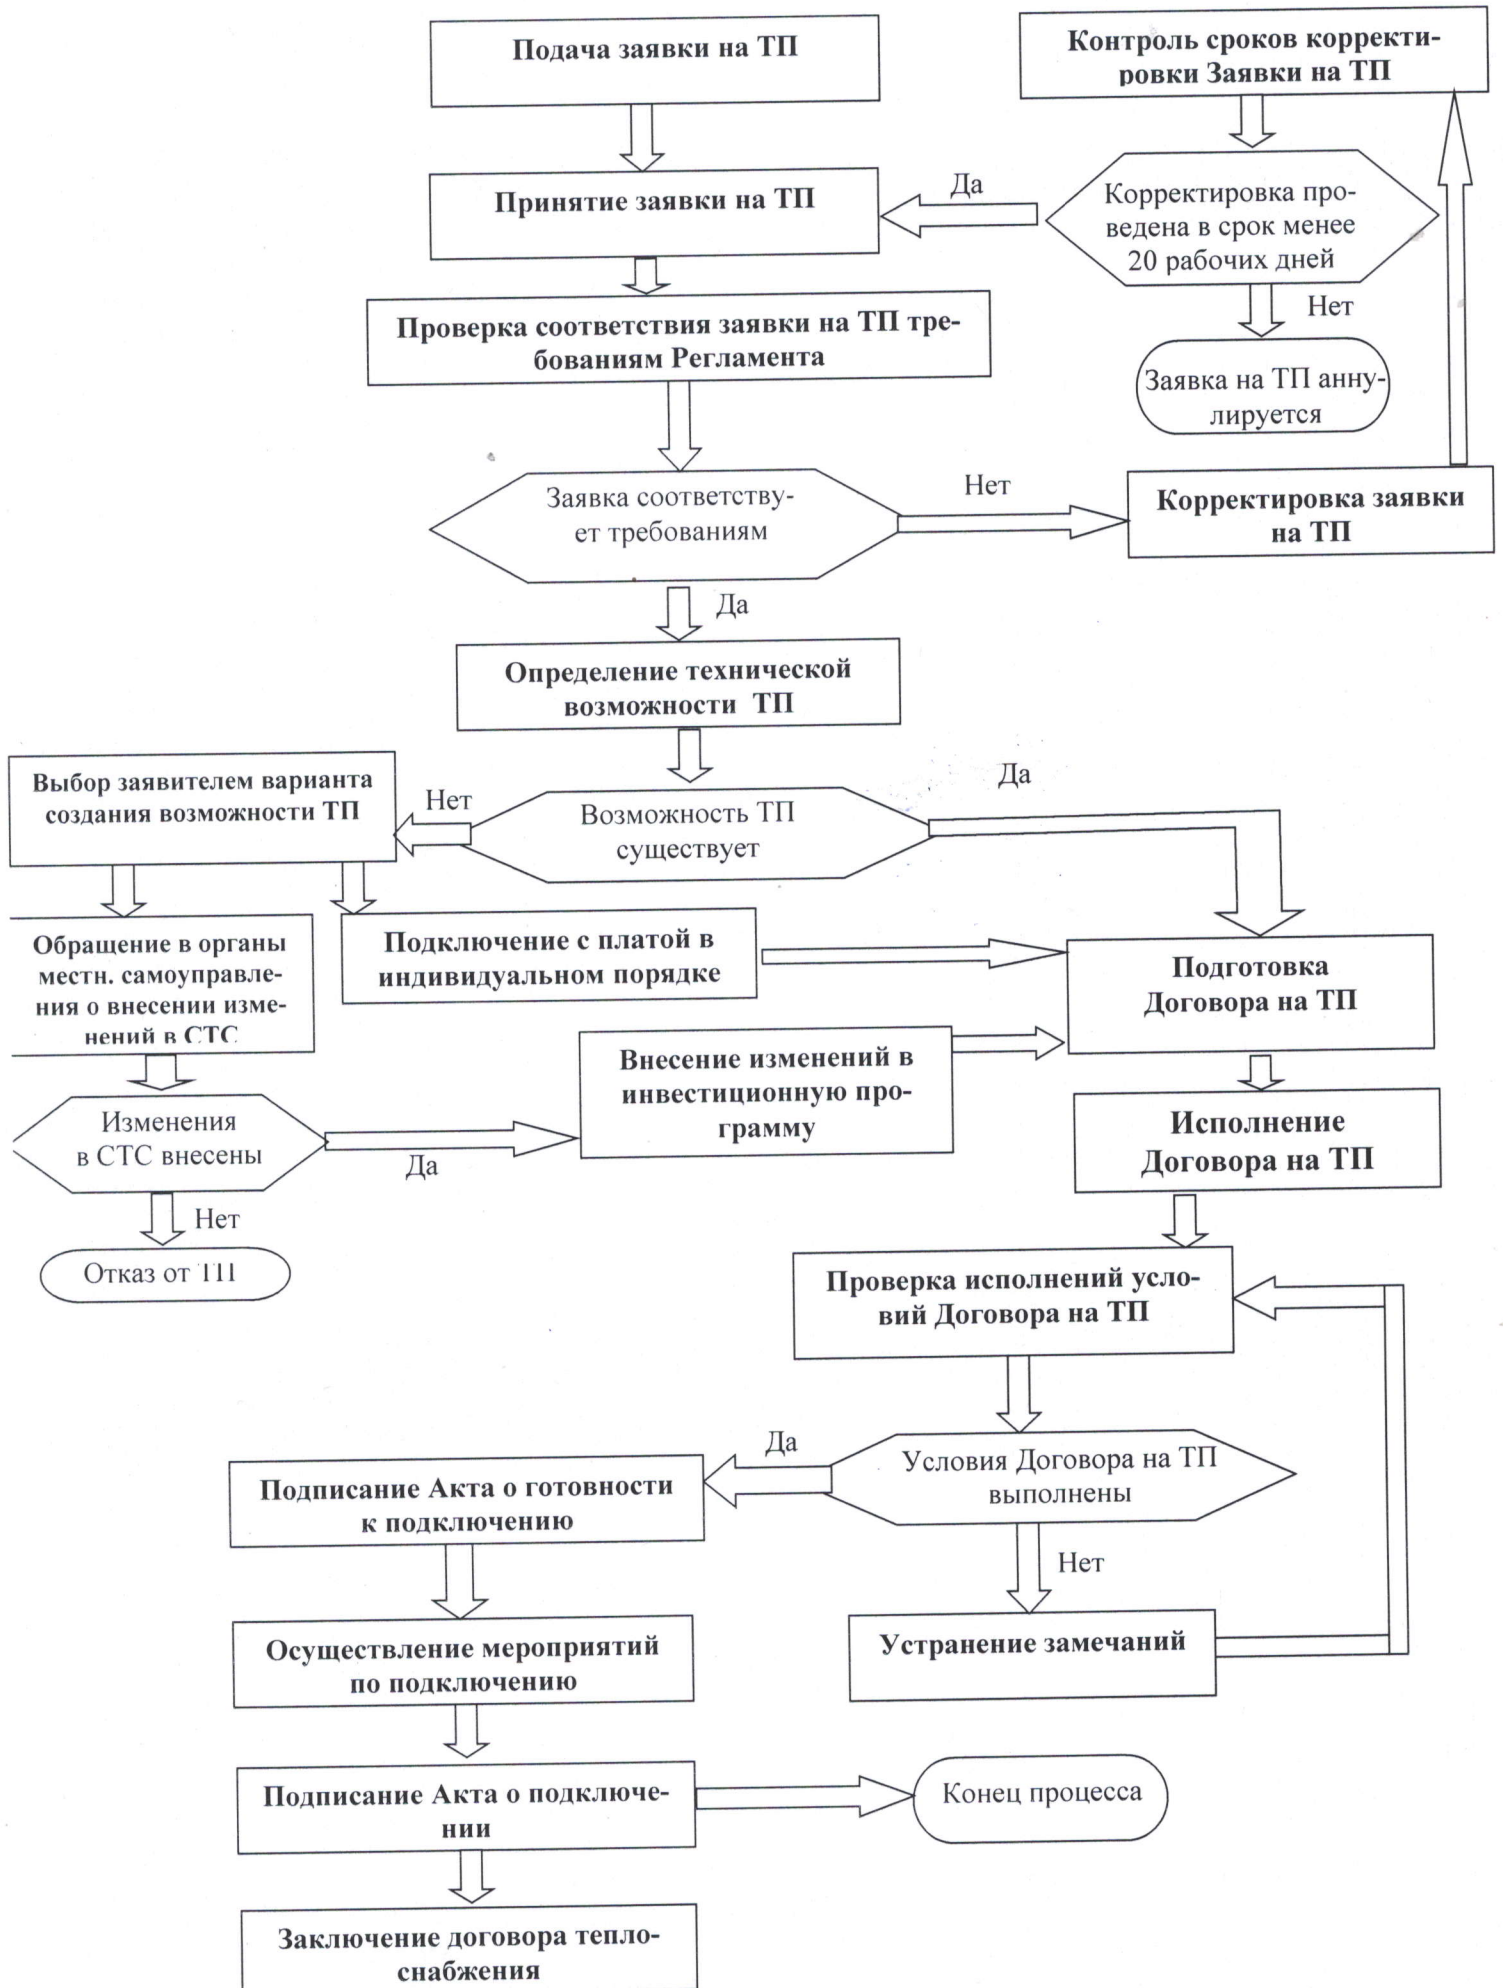 Подача заявки на ТП
Контроль сроков корректи-
ровки Заявки на ТП
Принятие заявки на ТП
Да
Корректировка про-
ведена в срок менее
20 рабочих дней
Нет
Проверка соответствия заявки на ТП тре-
бованиям Регламента
Заявка на ТП анну-
лируется
Заявка соответству-
ет требованиям
Нет
Корректировка заявки
на ТП
Да
Определение технической
возможности ТП
Выбор заявителем варианта
создания возможности ТП
Нет
Возможность ТП
существует
Да
Обращение в органы
местн. самоуправле-
ния о внесении изме-
нений в СТС
Подключение с платой в
индивидуальном порядке
Подготовка
Договора на ТП
Внесение изменений в
инвестиционную про-
грамму
Изменения
в СТС внесены
Да
Исполнение
Договора на ТП
Нет
Отказ от ТП
Проверка исполнений усло-
вий Договора на ТП
Да
Условия Договора на ТП
выполнены
Подписание Акта о готовности
к подключению
Нет
Осуществление мероприятий
по подключению
Устранение замечаний
Подписание Акта о подключе-
нии
Конец процесса
Заключение договора тепло-
снабжения